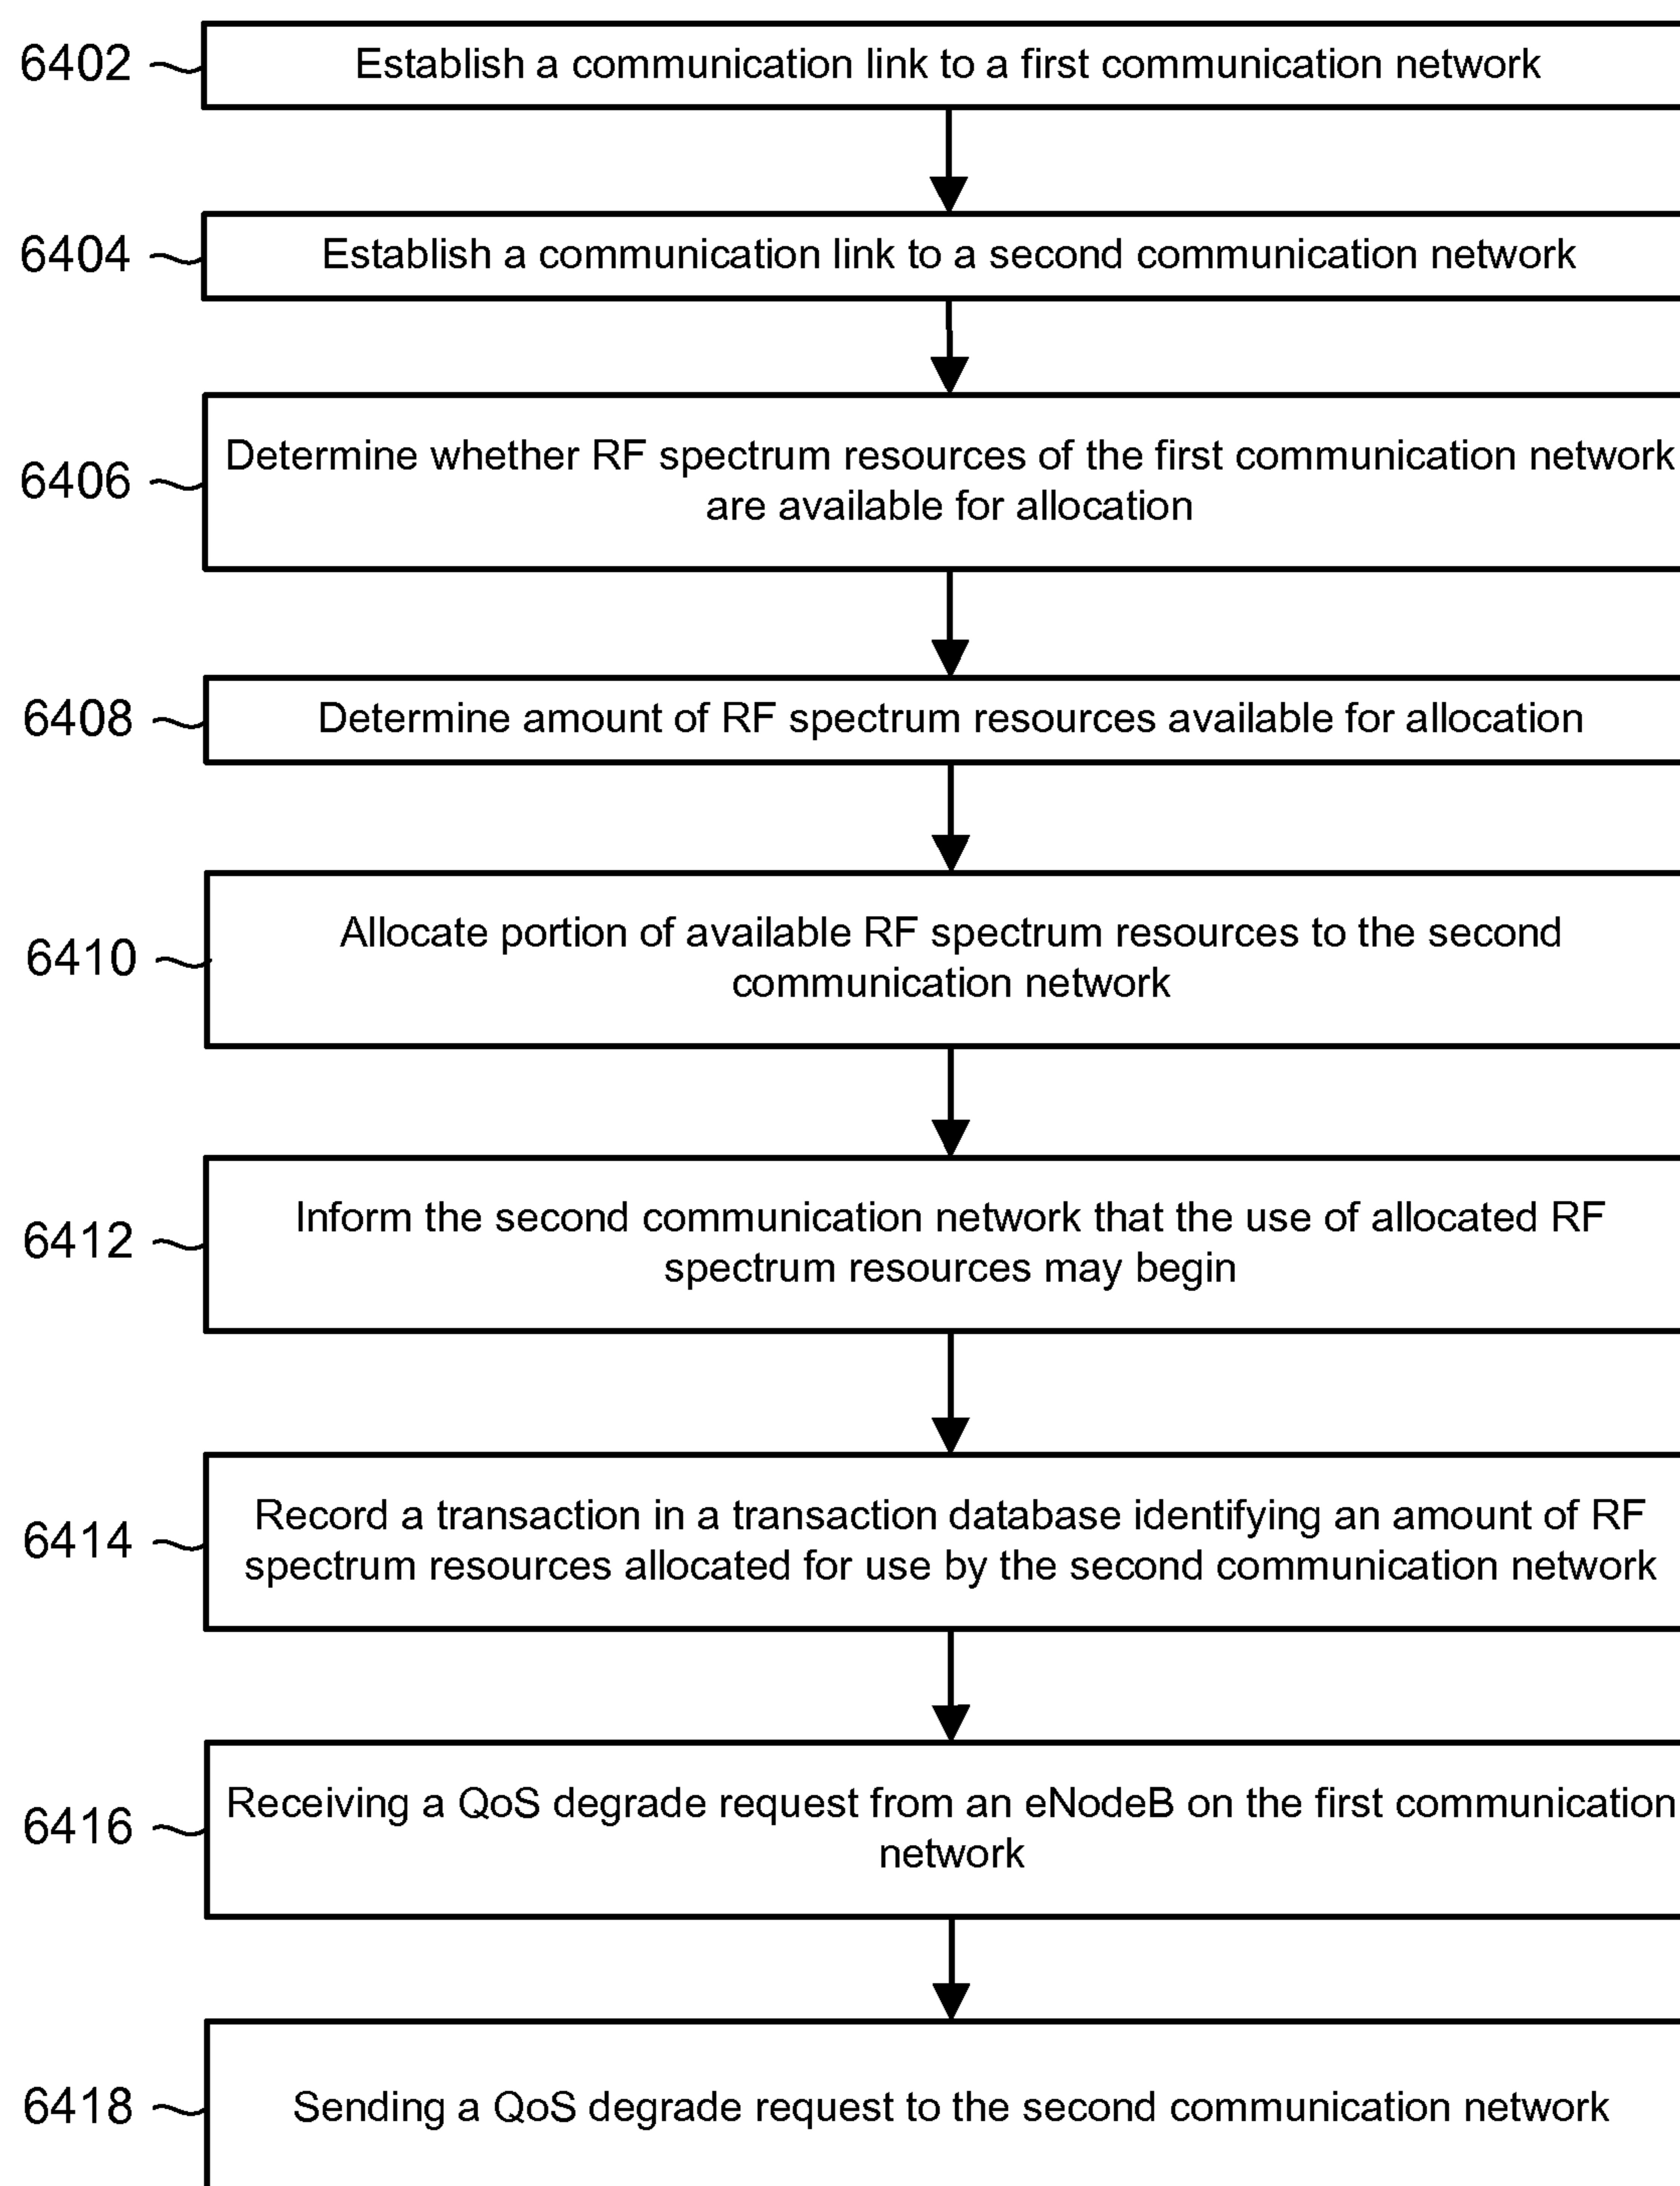 6402
Establish a communication link to a first communication network
6404
Establish a communication link to a second communication network
6406
Determine whether RF spectrum resources of the first communication network
are available for allocation
6408
Determine amount of RF spectrum resources available for allocation
6410
Allocate portion of available RF spectrum resources to the second
communication network
6412
Inform the second communication network that the use of allocated RF
spectrum resources may begin
6414
Record a transaction in a transaction database identifying an amount of RF
spectrum resources allocated for use by the second communication network
6416
Receiving a QoS degrade request from an eNodeB on the first communication
network
6418
Sending a QoS degrade request to the second communication network